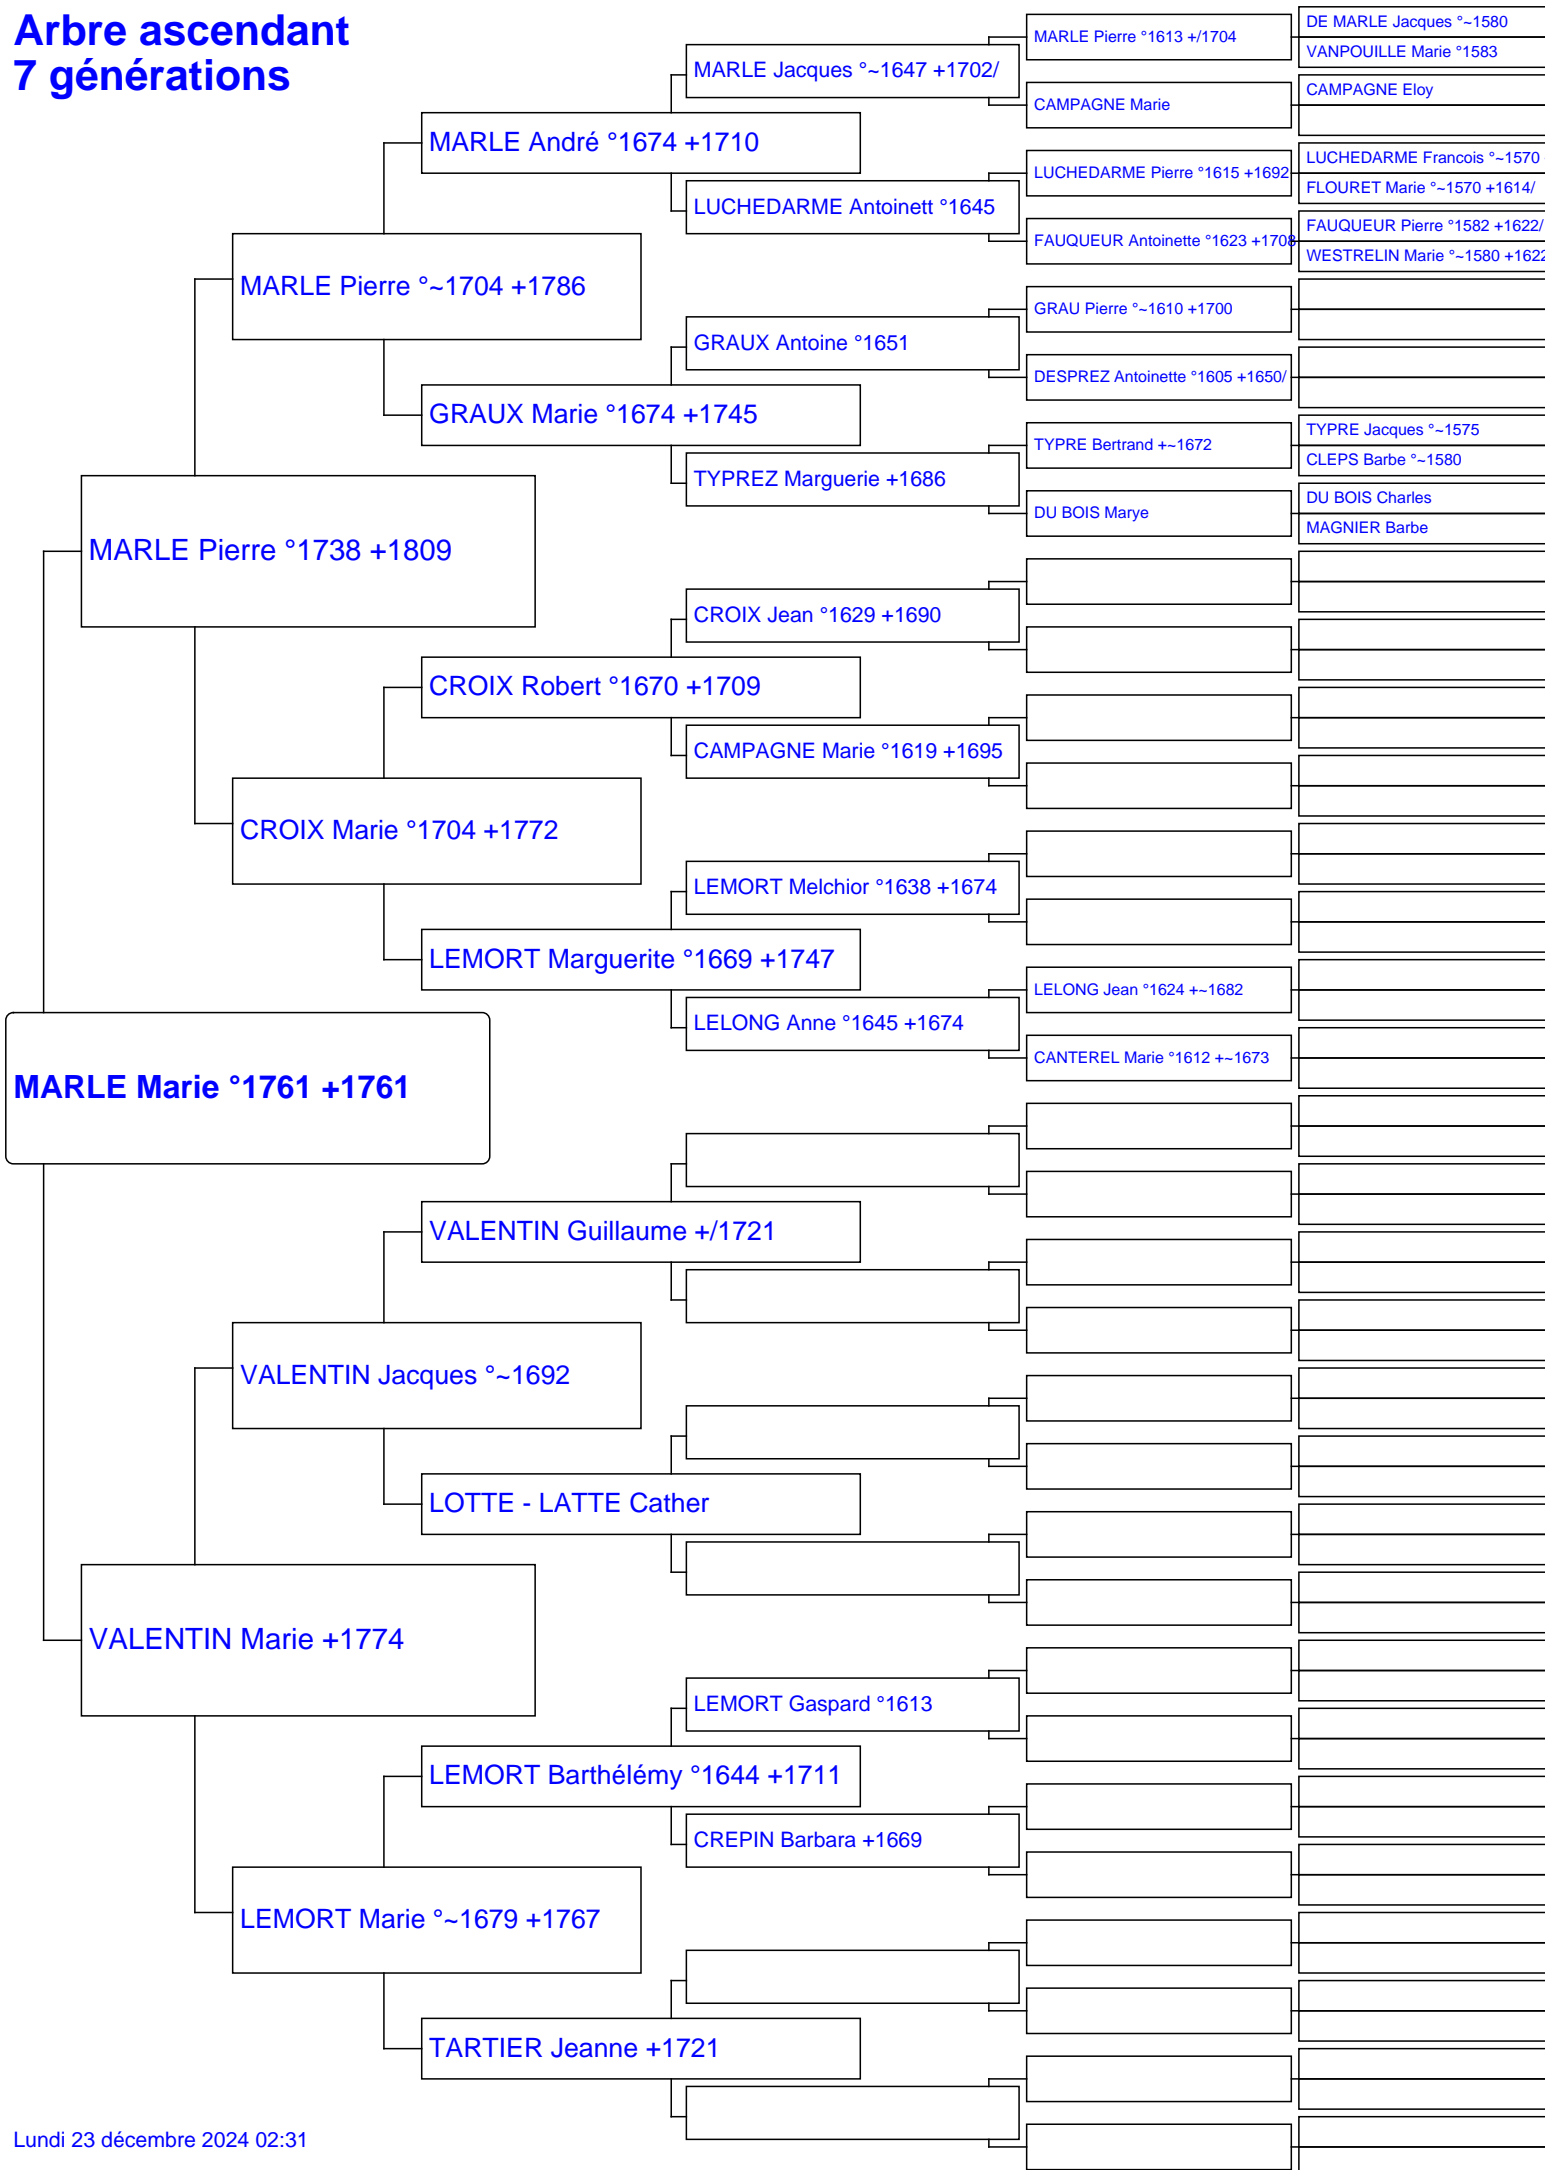 Arbre ascendant
7 générations
MARLE Marie °1761 +1761
MARLE Pierre °1738 +1809
VALENTIN Marie +1774
MARLE Pierre °~1704 +1786
CROIX Marie °1704 +1772
VALENTIN Jacques °~1692
LEMORT Marie °~1679 +1767
MARLE André °1674 +1710
GRAUX Marie °1674 +1745
CROIX Robert °1670 +1709
LEMORT Marguerite °1669 +1747
VALENTIN Guillaume +/1721
LOTTE - LATTE Cather
LEMORT Barthélémy °1644 +1711
TARTIER Jeanne +1721
MARLE Jacques °~1647 +1702/
LUCHEDARME Antoinett °1645
GRAUX Antoine °1651
TYPREZ Marguerie +1686
CROIX Jean °1629 +1690
CAMPAGNE Marie °1619 +1695
LEMORT Melchior °1638 +1674
LELONG Anne °1645 +1674
LEMORT Gaspard °1613
CREPIN Barbara +1669
MARLE Pierre °1613 +/1704
CAMPAGNE Marie
LUCHEDARME Pierre °1615 +1692
FAUQUEUR Antoinette °1623 +1708
GRAU Pierre °~1610 +1700
DESPREZ Antoinette °1605 +1650/
TYPRE Bertrand +~1672
DU BOIS Marye
LELONG Jean °1624 +~1682
CANTEREL Marie °1612 +~1673
DE MARLE Jacques °~1580
VANPOUILLE Marie °1583
CAMPAGNE Eloy
LUCHEDARME Francois °~1570
FLOURET Marie °~1570 +1614/
FAUQUEUR Pierre °1582 +1622/
WESTRELIN Marie °~1580 +1622
TYPRE Jacques °~1575
CLEPS Barbe °~1580
DU BOIS Charles
MAGNIER Barbe
Lundi 23 décembre 2024 02:31